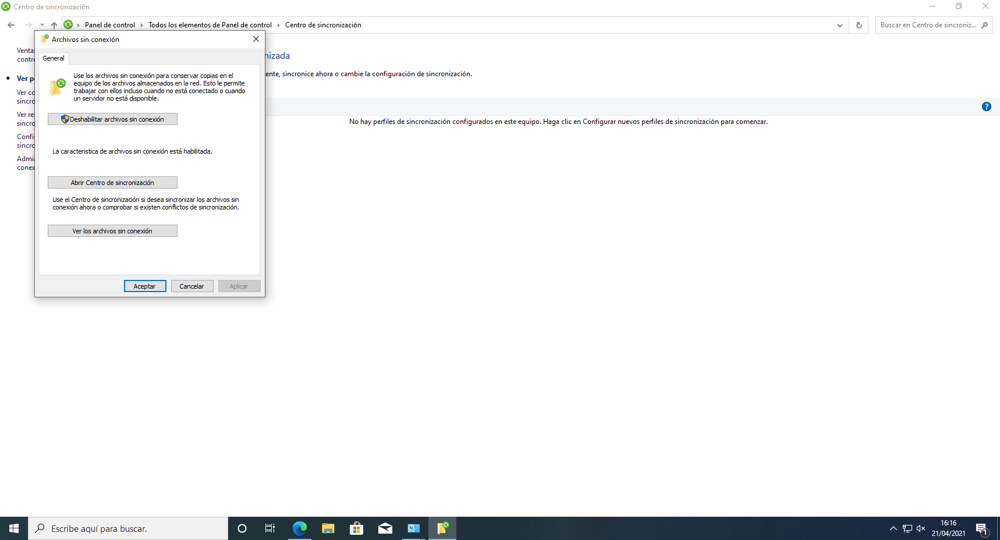 Centro de sincronización
Panel de control > Todos los elementos de Panel de control > Centro de sincronización
Buscar en Centro de sincroniz...
Archivos sin conexión
General
Use los archivos sin conexión para conservar copias en el
equipo de los archivos almacenados en la red. Esto le permite
trabajar con ellos incluso cuando no está conectado o cuando
un servidor no está disponible.
Deshabilitar archivos sin conexión
La caracteristica de archivos sin conexión está habilitada.
Abrir Centro de sincronización
Use el Centro de sincronización si desea sincronizar los archivos sin
conexión ahora o comprobar si existen conflictos de sincronización.
Ver los archivos sin conexión
Aceptar
Cancelar
Aplicar
Venta
contr
Ver p
Ver co
sincro
Ver re
sincro
Confi
sincro
Admi
conex
nizada
ente, sincronice ahora o cambie la configuración de sincronización.
No hay perfiles de sincronización configurados en este equipo. Haga clic en Configurar nuevos perfiles de sincronización para comenzar.
Escribe aquí para buscar.
16:16
21/04/2021
1